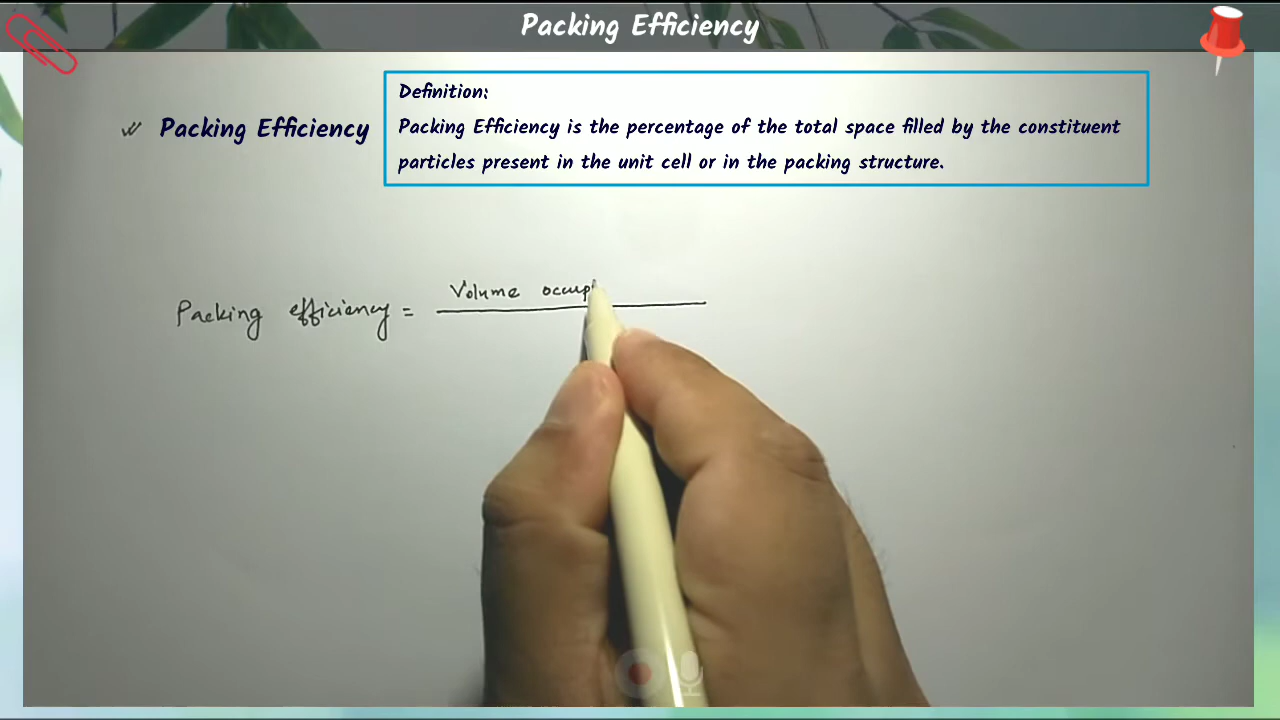 Packing Efficiency
Definition:
Packing Efficiency
Packing Efficiency is the percentage of the total space filled by the constituent
particles present in the unit cell or in the packing structure.
Volume occup
Packing efficiency =